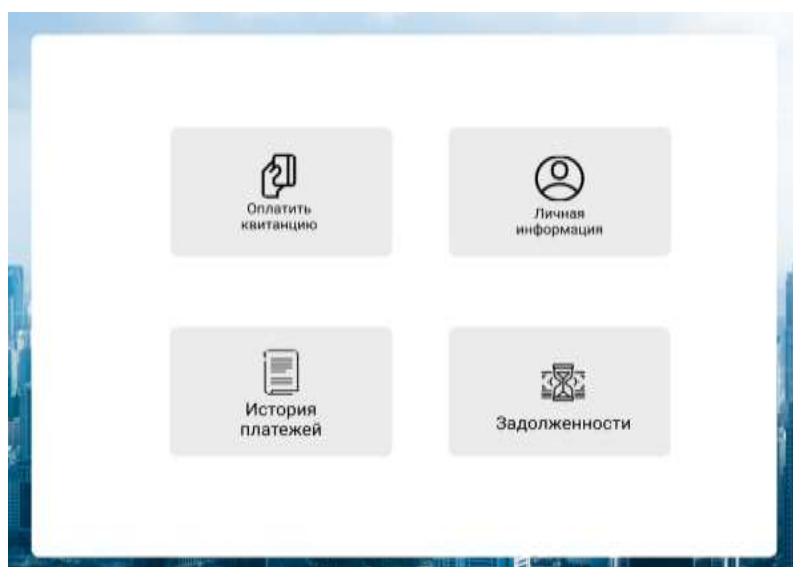 Оплатить
квитанцию
Личная
информация
История
платежей
Задолженности